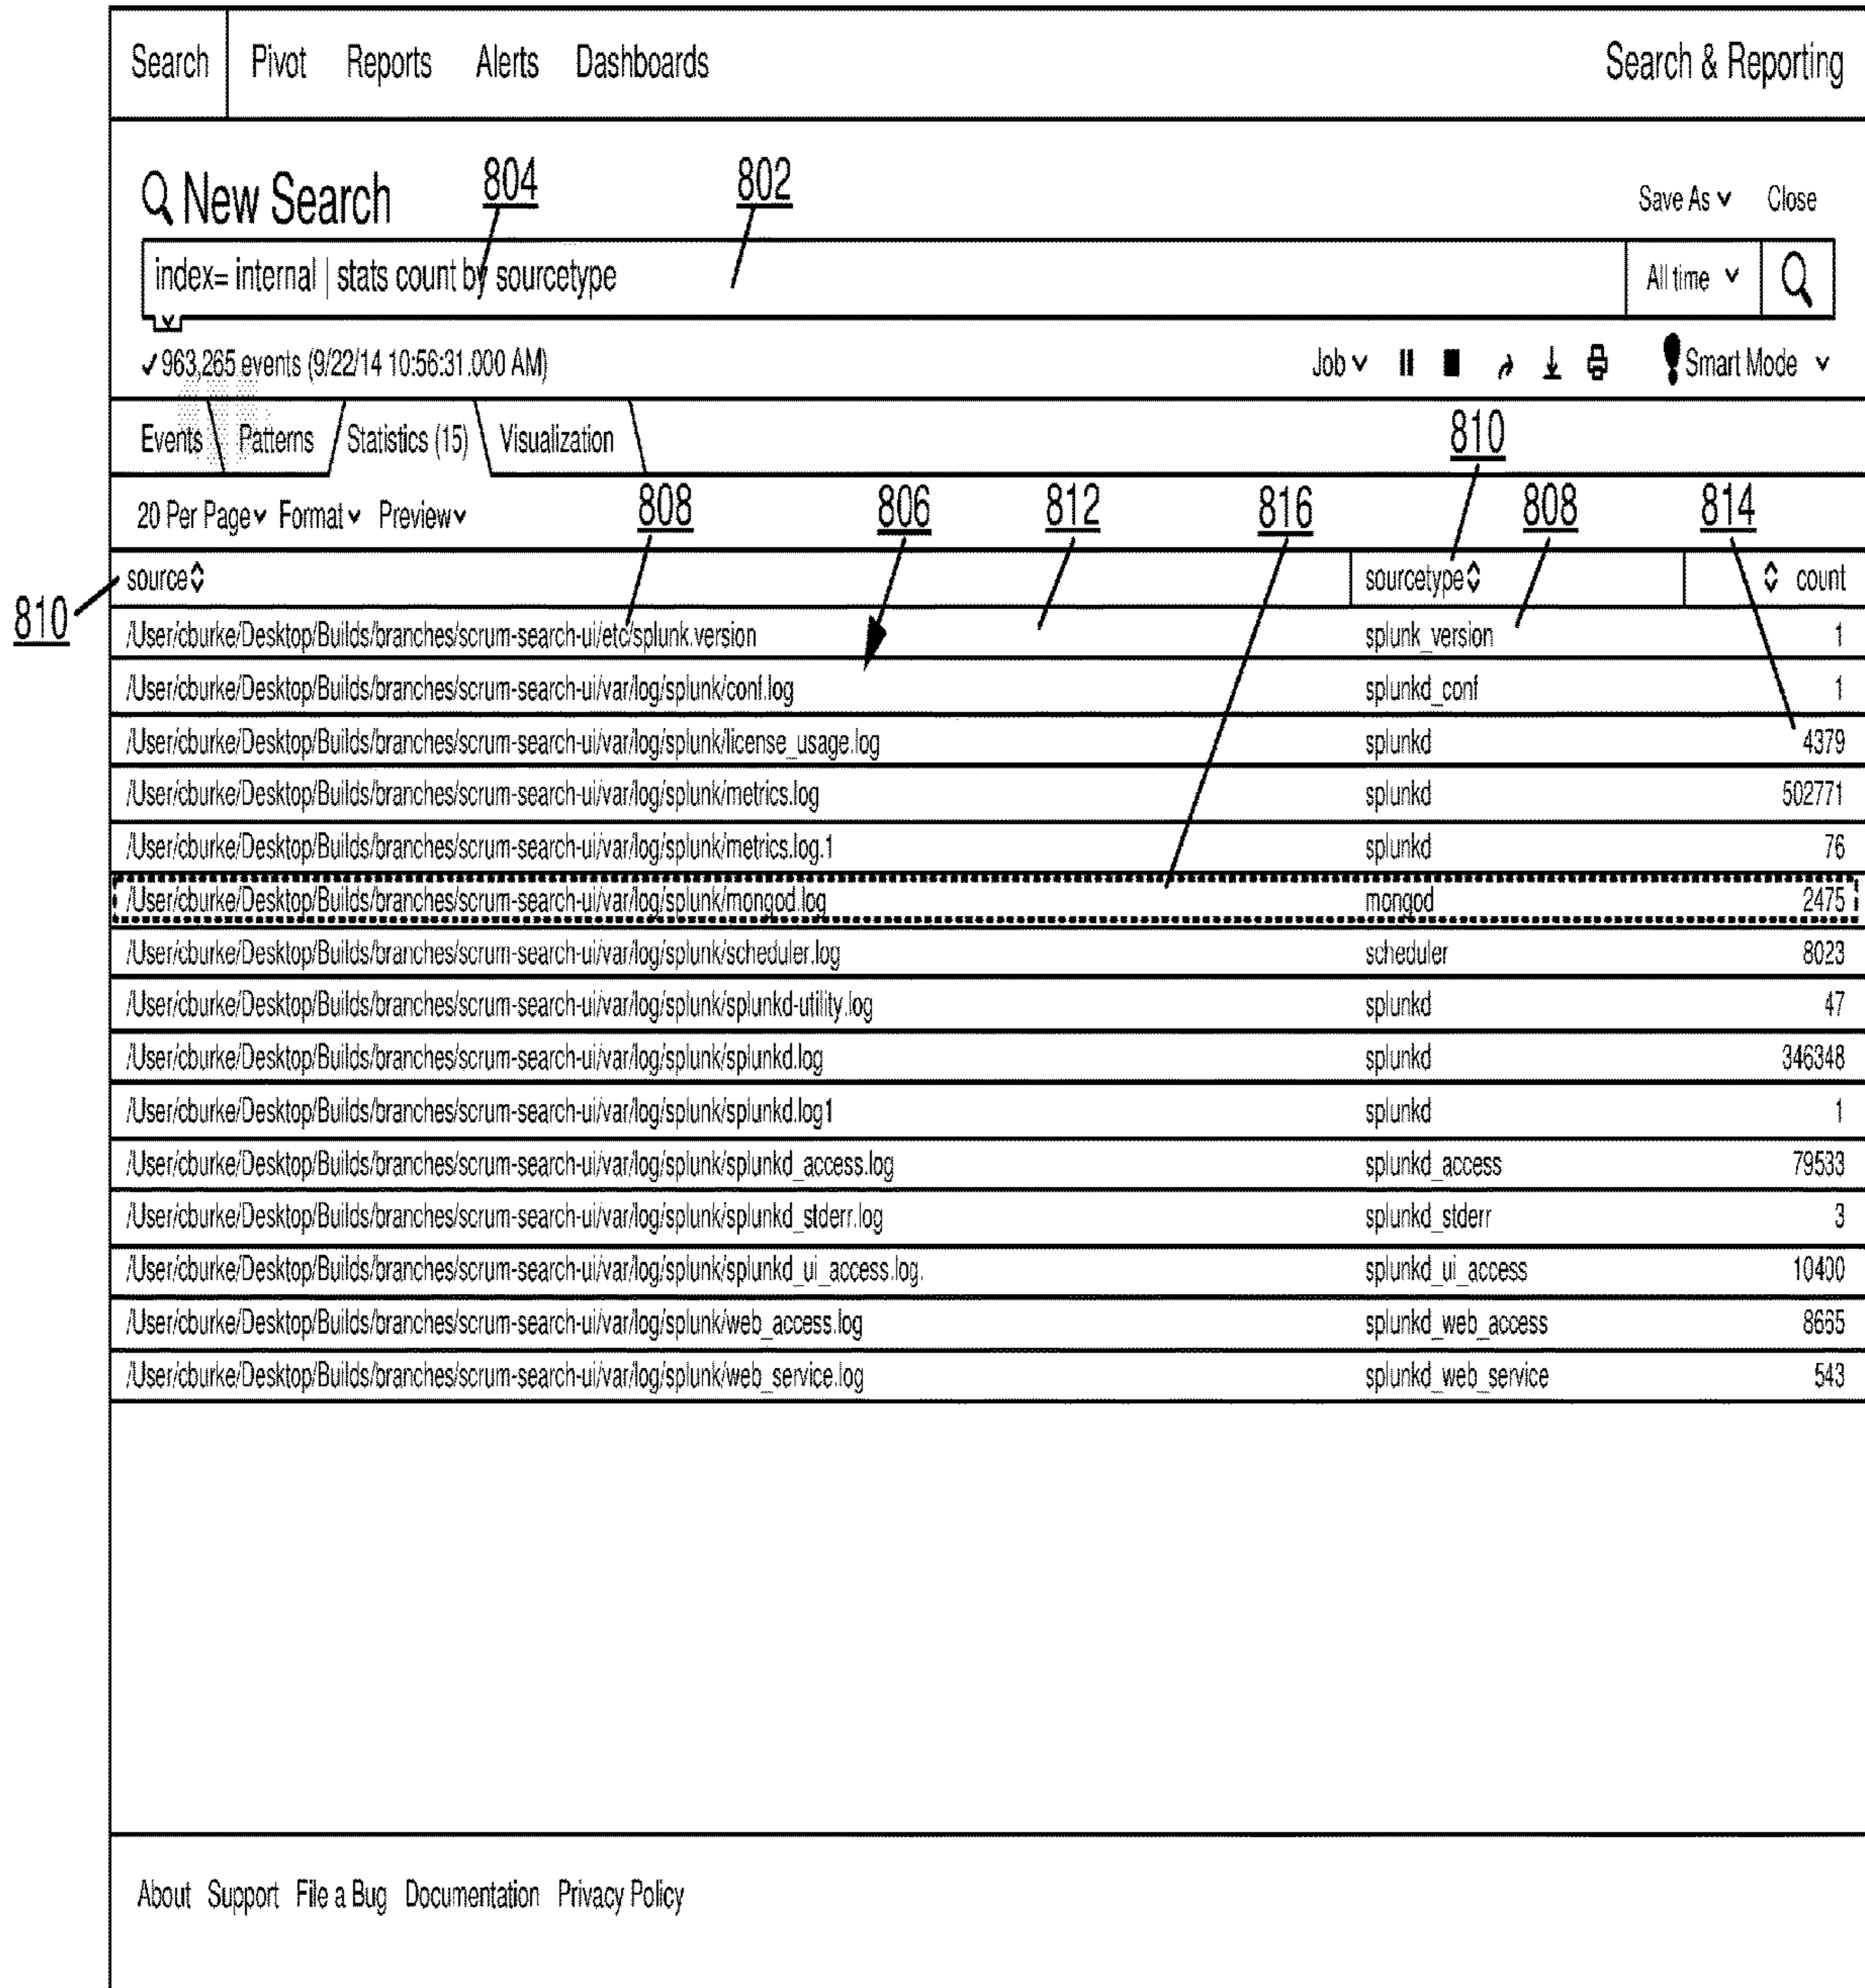 Search Pivot Reports Alerts Dashboards Search & Reporting
New Search 804 802 Save As Close
index= internal | stats count by sourcetype All time
963,265 events (9/22/14 10:56:31.000 AM) Job Smart Mode
Events Patterns Statistics (15) Visualization 810
20 Per Page Format Preview 808 806 812 816 808 814
source sourcetype count
810
/User/cburke/Desktop/Builds/branches/scrum-search-ui/etc/splunk.version splunk_version 1
/User/cburke/Desktop/Builds/branches/scrum-search-ui/var/log/splunk/conf.log splunkd_conf 1
/User/cburke/Desktop/Builds/branches/scrum-search-ui/var/log/splunk/license_usage.log splunkd 4379
/User/cburke/Desktop/Builds/branches/scrum-search-ui/var/log/splunk/metrics.log splunkd 502771
/User/cburke/Desktop/Builds/branches/scrum-search-ui/var/log/splunk/metrics.log.1 splunkd 76
/User/cburke/Desktop/Builds/branches/scrum-search-ui/var/log/splunk/mongod.log mongod 2475
/User/cburke/Desktop/Builds/branches/scrum-search-ui/var/log/splunk/scheduler.log scheduler 8023
/User/cburke/Desktop/Builds/branches/scrum-search-ui/var/log/splunk/splunkd-utility.log splunkd 47
/User/cburke/Desktop/Builds/branches/scrum-search-ui/var/log/splunk/splunkd.log splunkd 346348
/User/cburke/Desktop/Builds/branches/scrum-search-ui/var/log/splunk/splunkd.log1 splunkd 1
/User/cburke/Desktop/Builds/branches/scrum-search-ui/var/log/splunk/splunkd_access.log splunkd_access 79533
/User/cburke/Desktop/Builds/branches/scrum-search-ui/var/log/splunk/splunkd_stderr.log splunkd_stderr 3
/User/cburke/Desktop/Builds/branches/scrum-search-ui/var/log/splunk/splunkd_ui_access.log. splunkd_ui_access 10400
/User/cburke/Desktop/Builds/branches/scrum-search-ui/var/log/splunk/web_access.log splunkd_web_access 8665
/User/cburke/Desktop/Builds/branches/scrum-search-ui/var/log/splunk/web_service.log splunkd_web_service 543
About Support File a Bug Documentation Privacy Policy